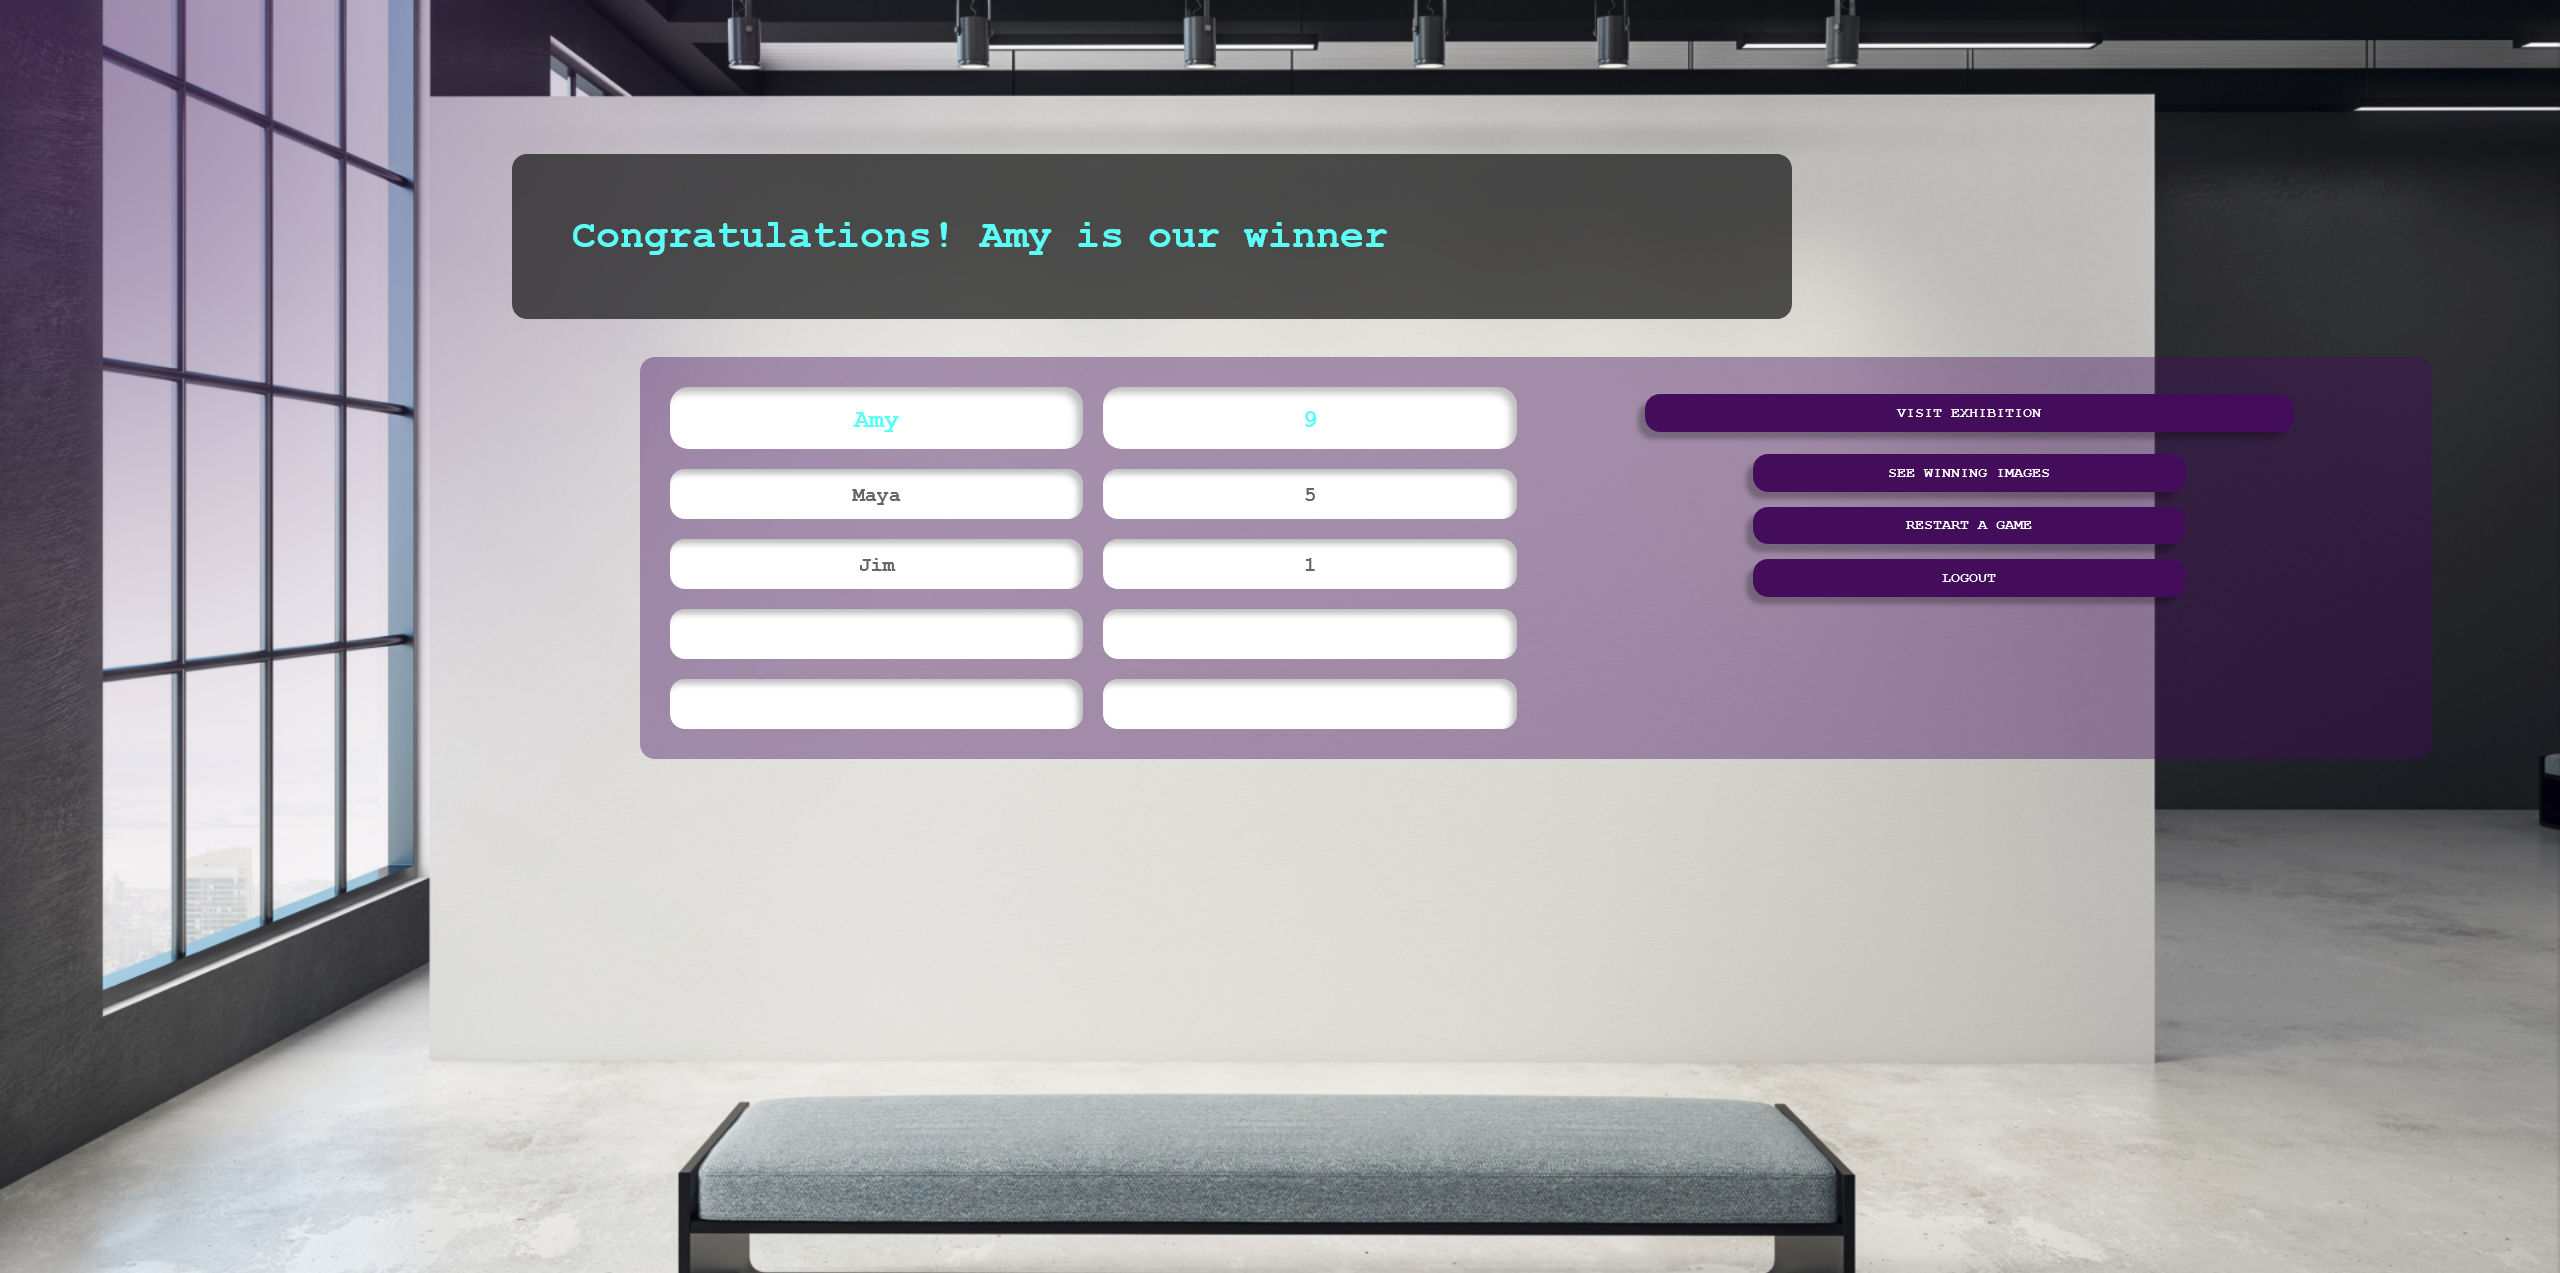 Congratulations! Amy is our winner
Amy 9
Maya 5
Jim 1
VISIT EXHIBITION
SEE WINNING IMAGES
RESTART A GAME
LOGOUT